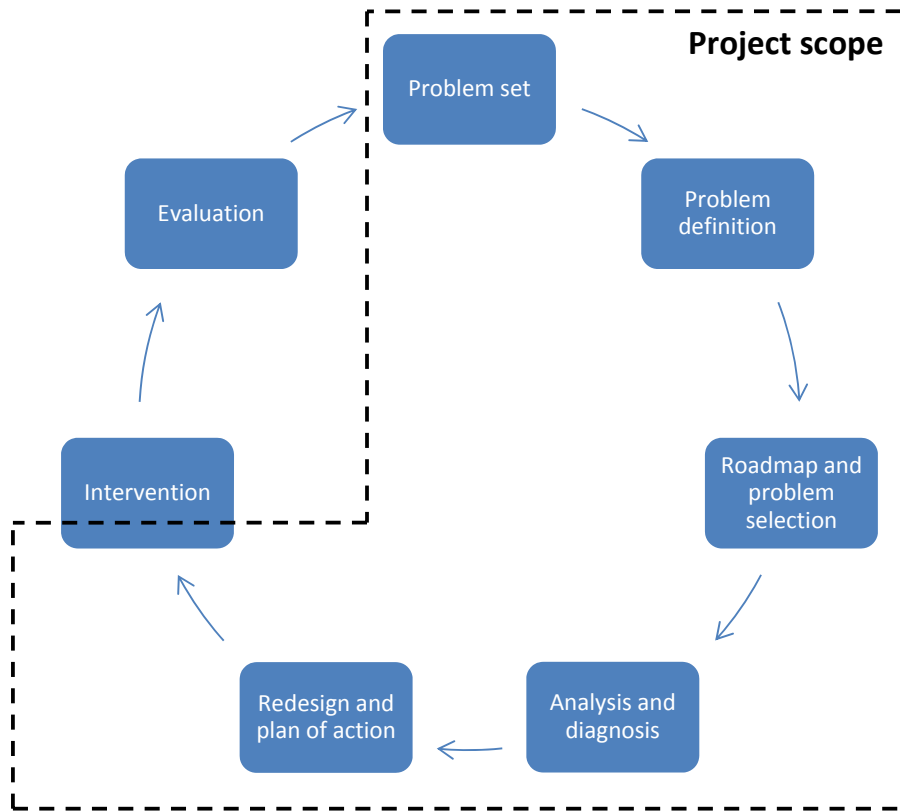 Project scope
Problem set
Problem
definition
Roadmap and
problem
selection
Analysis and
diagnosis
Redesign and
plan of action
Intervention
Evaluation